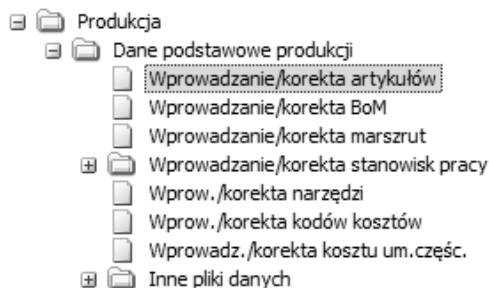 Produkcja
Dane podstawowe produkcji
Wprowadzanie/korekta artykułów
Wprowadzanie/korekta BoM
Wprowadzanie/korekta marszrut
Wprowadzanie/korekta stanowisk pracy
Wprow./korekta narzędzi
Wprow./korekta kodów kosztów
Wprowadz./korekta kosztu um.częśc.
Inne pliki danych